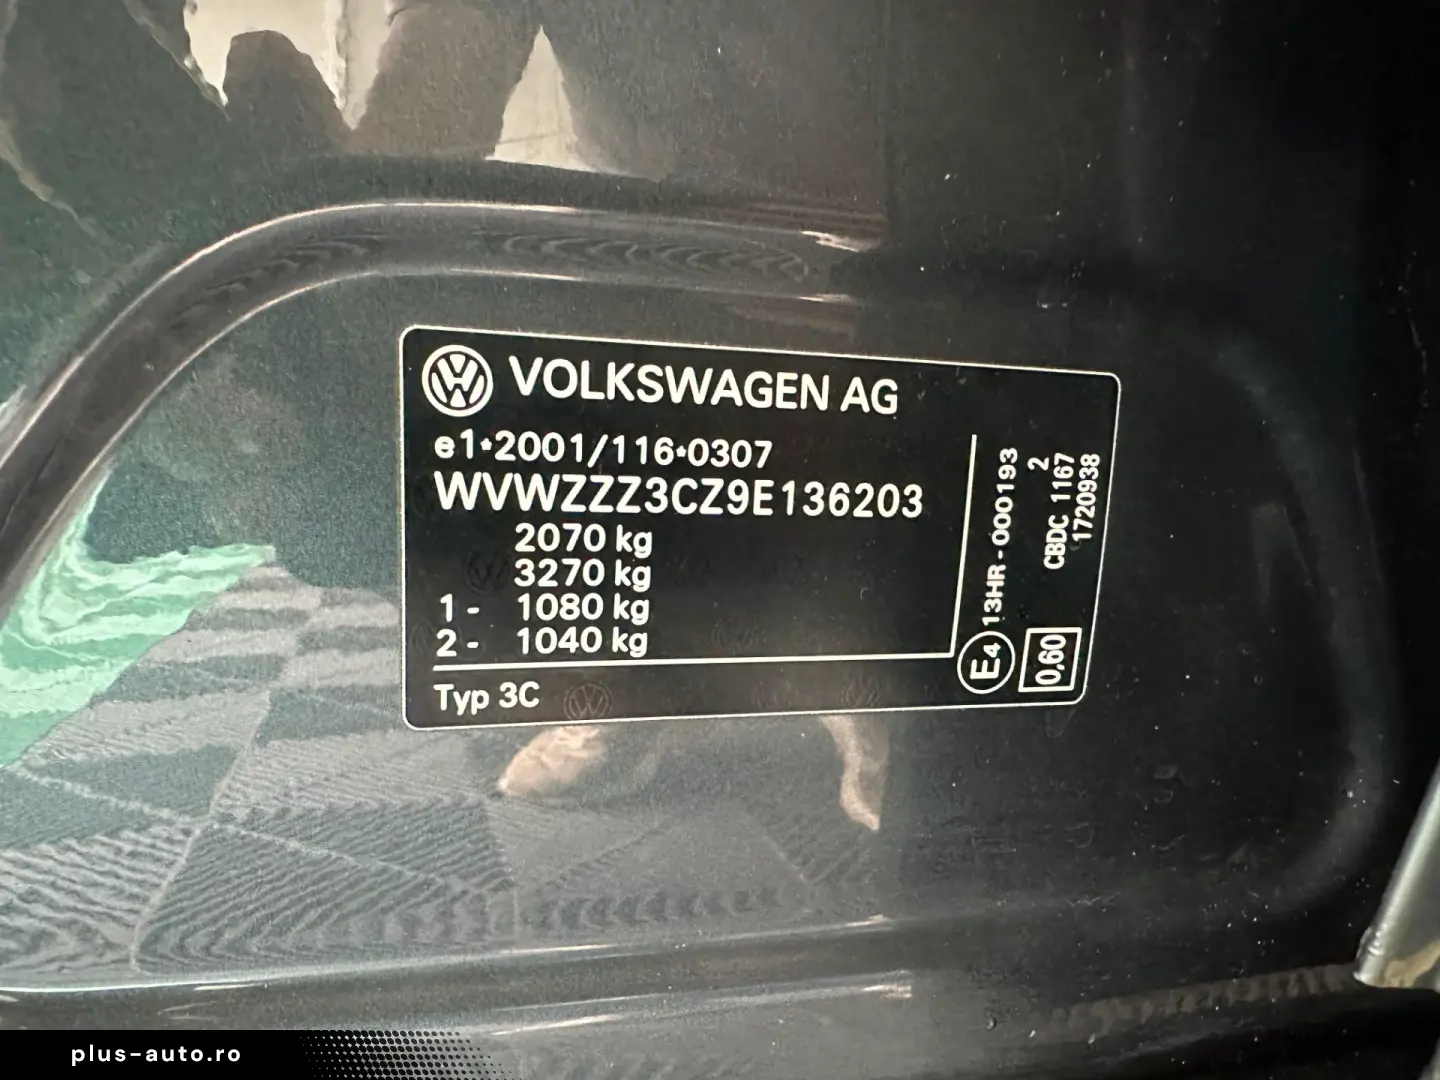 VOLKSWAGEN AG
e1*2001/116*0307
WVWZZZ3CZ9E136203
2070 kg
3270 kg
1 - 1080 kg
2 - 1040 kg
Typ 3C
E4 13HR - 000193
2
CBDC 1167
1720938
0,60
plus-auto.ro